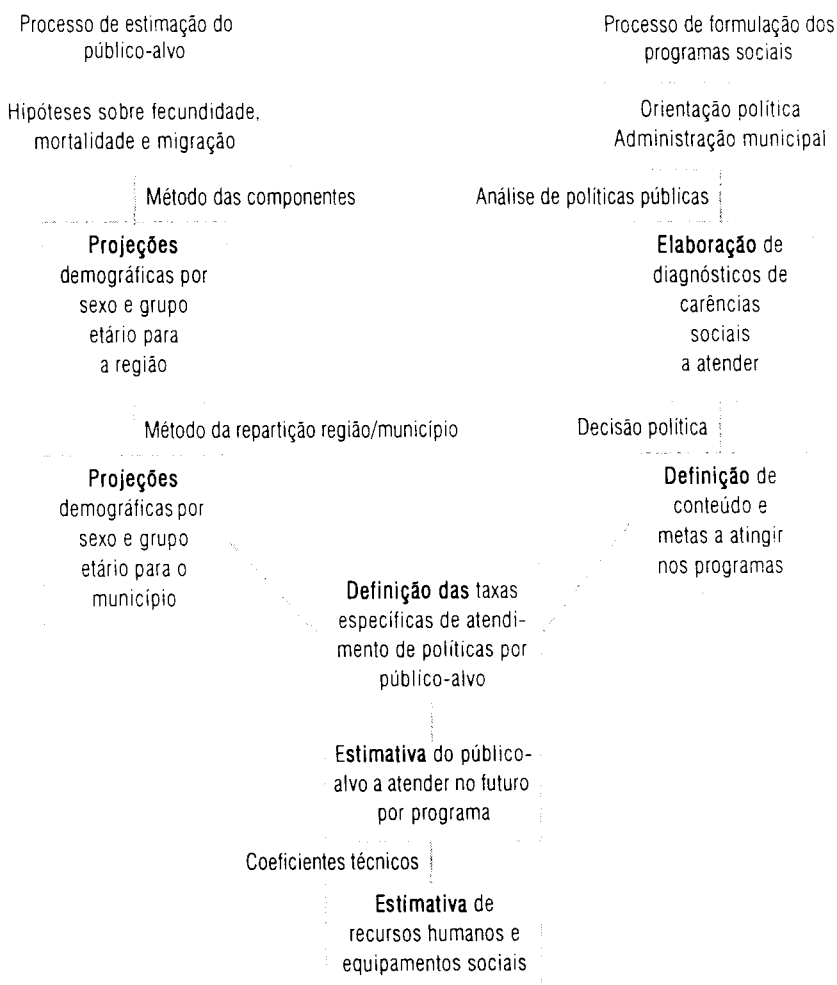 Processo de estimação do
público-alvo
Processo de formulação dos
programas sociais
Hipóteses sobre fecundidade,
mortalidade e migração
Orientação política
Administração municipal
Método das componentes
Análise de políticas públicas
Projeções
demográficas por
sexo e grupo
etário para
a região
Elaboração de
diagnósticos de
carências
sociais
a atender
Método da repartição região/município
Decisão política
Projeções
demográficas por
sexo e grupo
etário para o
município
Definição de
conteúdo e
metas a atingir
nos programas
Definição das taxas
específicas de atendi-
mento de políticas por
público-alvo
Estimativa do público-
alvo a atender no futuro
por programa
Coeficientes técnicos
Estimativa de
recursos humanos e
equipamentos sociais